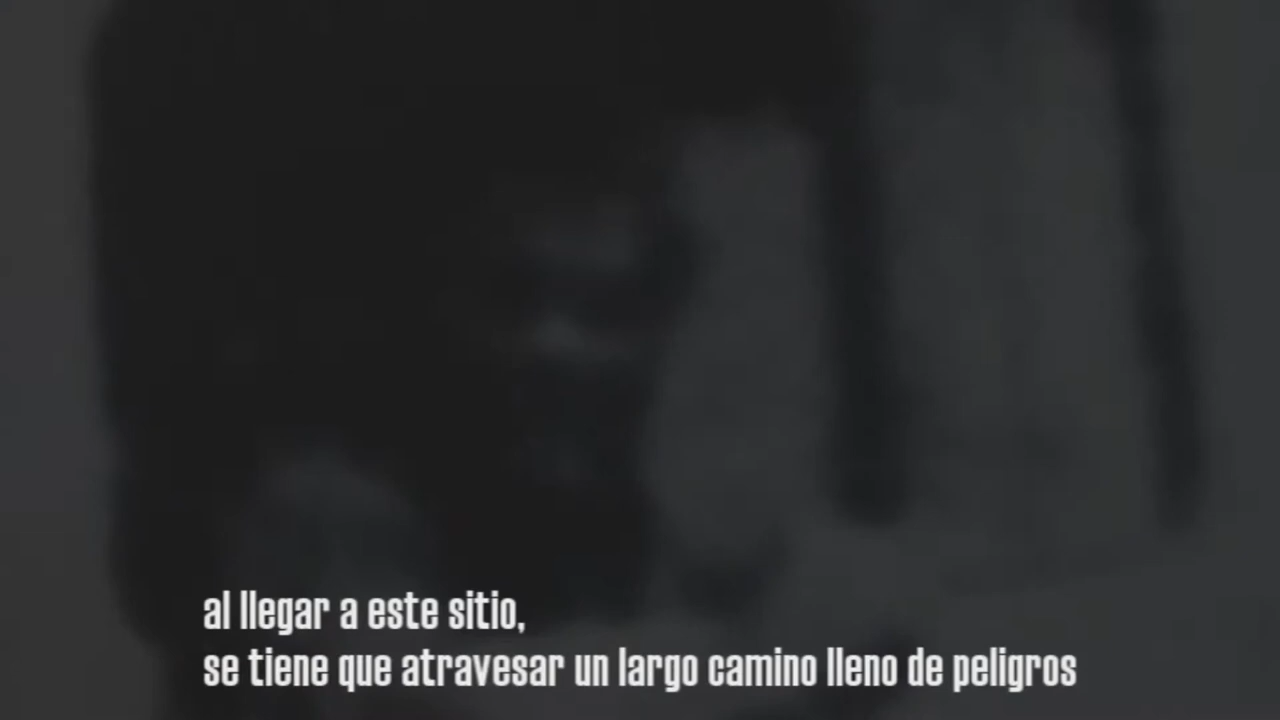 al llegar a este sitio,
se tiene que atravesar un largo camino lleno de peligros